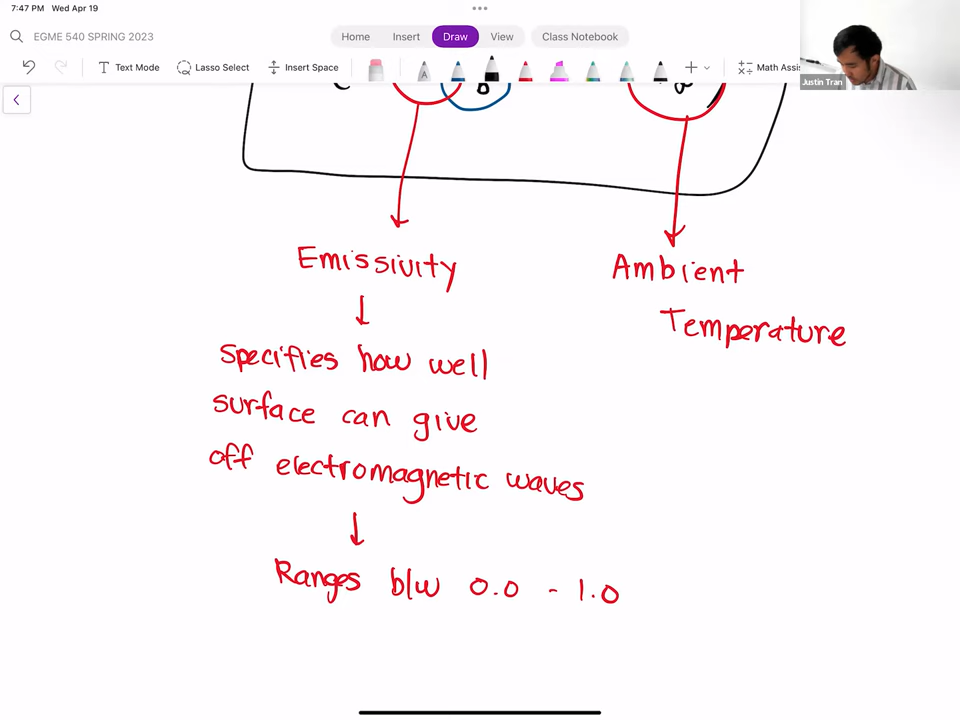 7:47 PM Wed Apr 19
EGME 540 SPRING 2023
Home Insert Draw View Class Notebook
Text Mode Lasso Select Insert Space Math Assis
Justin Tran
Emissivity
Ambient
Temperature
specifies how well
surface can give
off electromagnetic waves
Ranges b/w 0.0 - 1.0